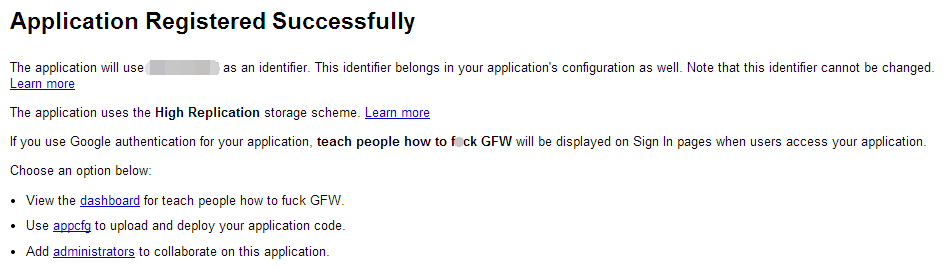 Application Registered Successfully
The application will use as an identifier. This identifier belongs in your application's configuration as well. Note that this identifier cannot be changed.
Learn more
The application uses the High Replication storage scheme. Learn more
If you use Google authentication for your application, teach people how to f ck GFW will be displayed on Sign In pages when users access your application.
Choose an option below:
• View the dashboard for teach people how to fuck GFW.
• Use appcfg to upload and deploy your application code.
• Add administrators to collaborate on this application.